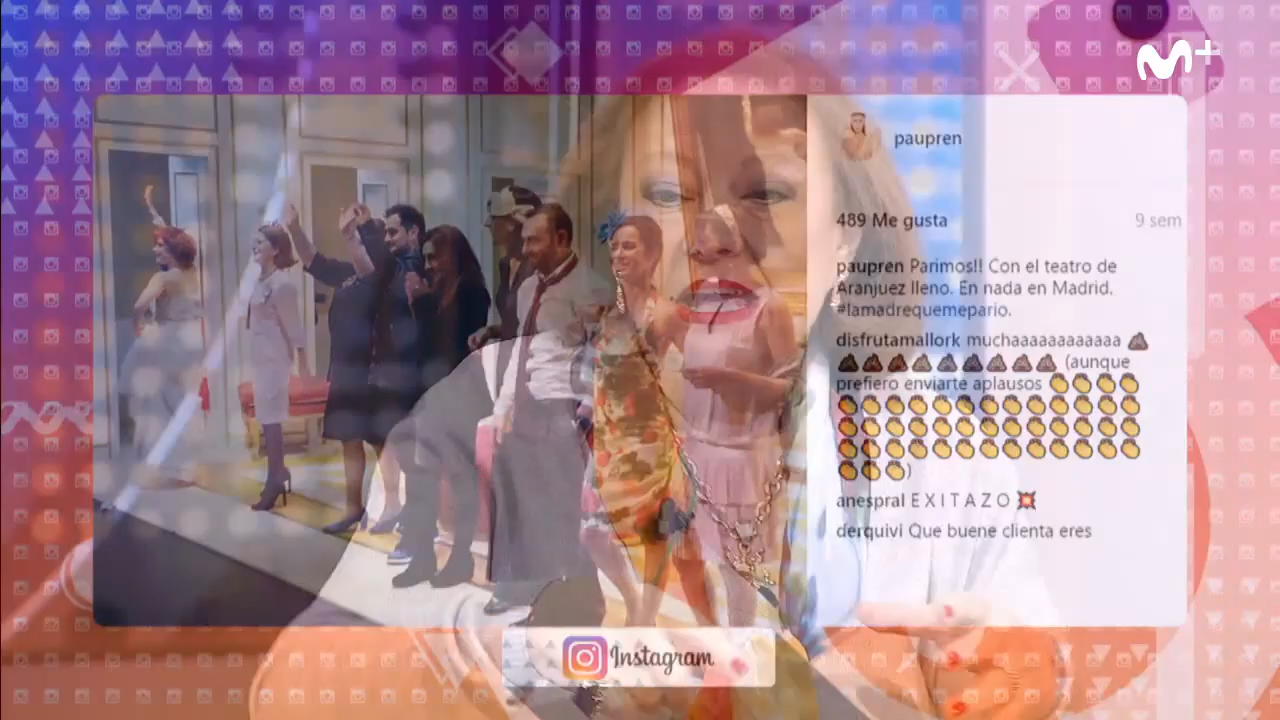 M+
paupren
489 Me gusta 9 sem
paupren Parimos!! Con el teatro de
Aranjuez lleno. En nada en Madrid.
#lamadrequemepario.
disfrutamallork muchaaaaaaaaaaaa 💩
💩💩💩💩💩💩💩💩💩 (aunque
prefiero enviarte aplausos 👏👏👏👏
👏👏👏👏👏👏👏👏👏👏👏👏👏
👏👏👏👏👏👏👏👏👏👏👏👏👏
👏👏👏👏👏👏👏👏👏👏👏👏👏
👏👏👏)
anespral E X I T A Z O 💥
derquivi Que buene clienta eres
Instagram